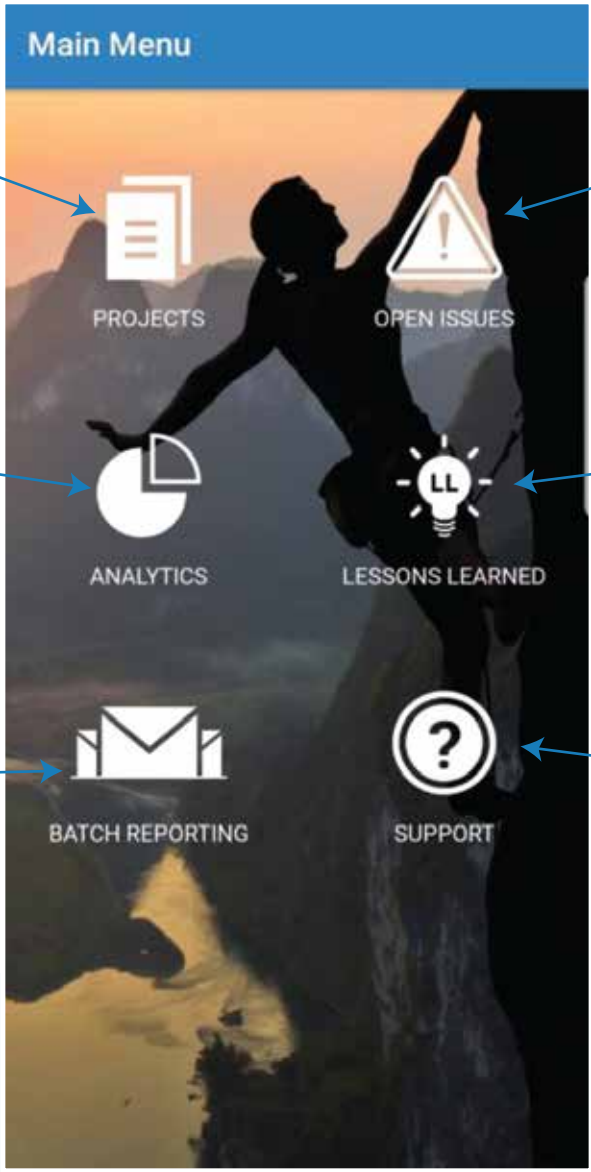 Main Menu
PROJECTS
OPEN ISSUES
ANALYTICS
LL
LESSONS LEARNED
BATCH REPORTING
SUPPORT